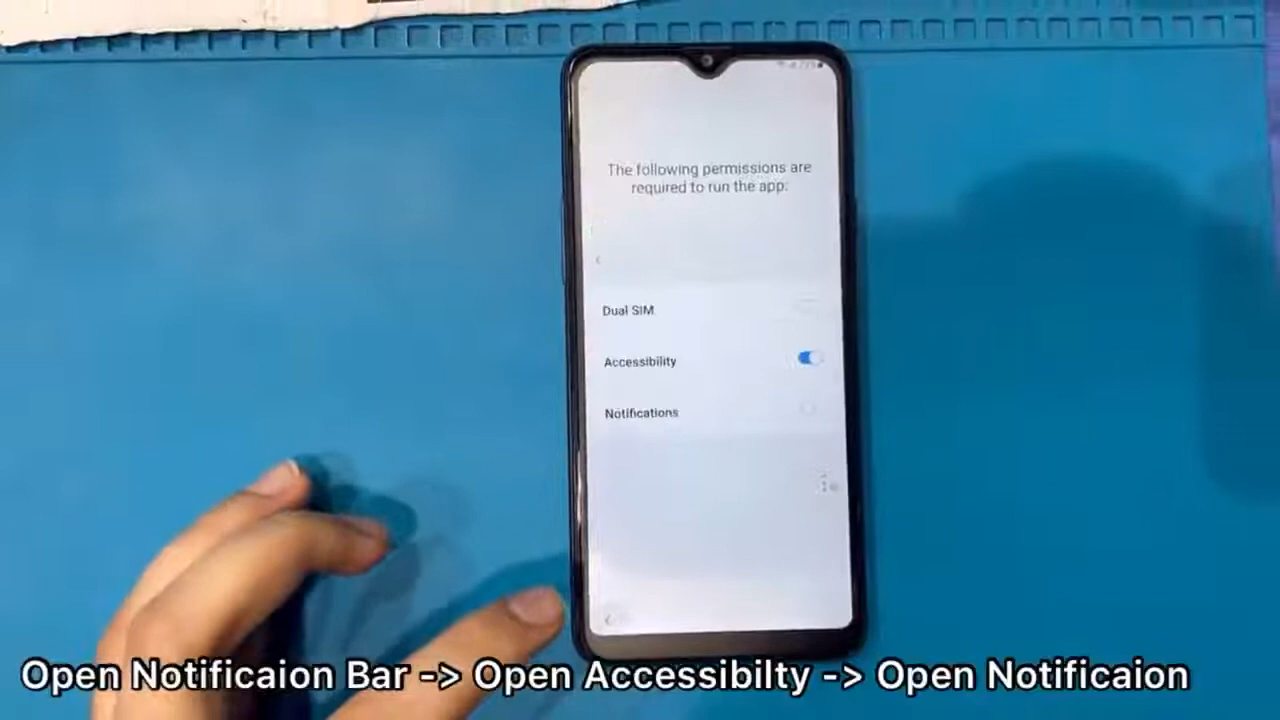 The following permissions are
required to run the app:
Dual SIM
Accessibility
Notifications
Open Notificaion Bar -> Open Accessibilty -> Open Notificaion